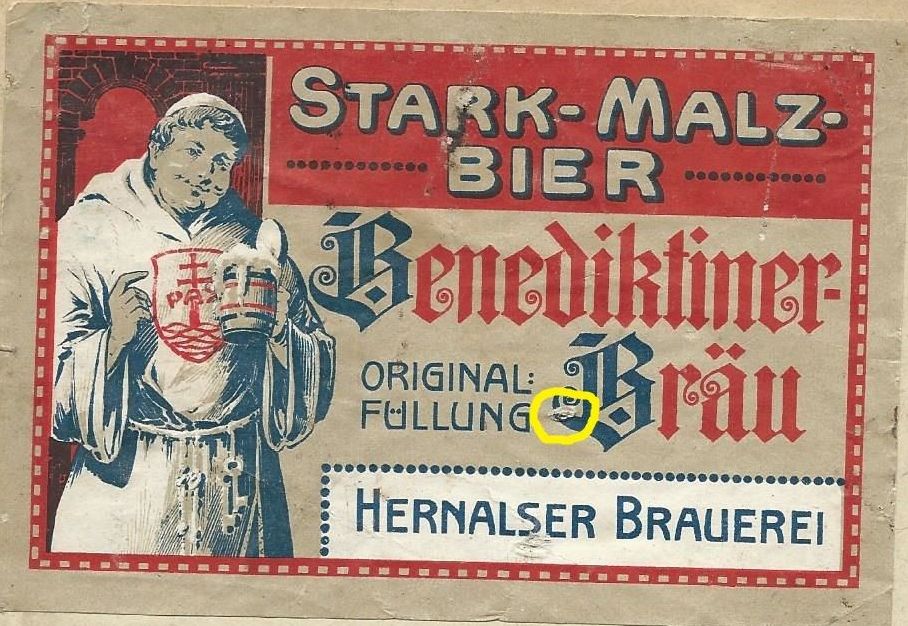 STARK-MALZ-
BIER
Benediktiner-
Bräu
ORIGINAL:
FÜLLUNG
HERNALSER BRAUEREI